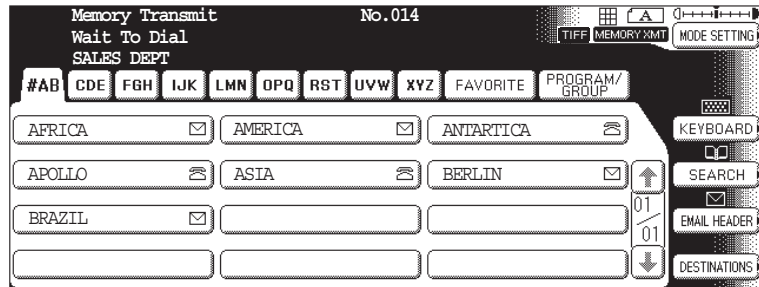 Memory Transmit No.014
Wait To Dial
TIFF MEMORY XMT MODE SETTING
SALES DEPT
#AB CDE FGH IJK LMN OPQ RST UVW XYZ FAVORITE PROGRAM/
GROUP
A
AFRICA AMERICA ANTARTICA KEYBOARD
APOLLO ASIA BERLIN SEARCH
BRAZIL 01 EMAIL HEADER
01
DESTINATIONS